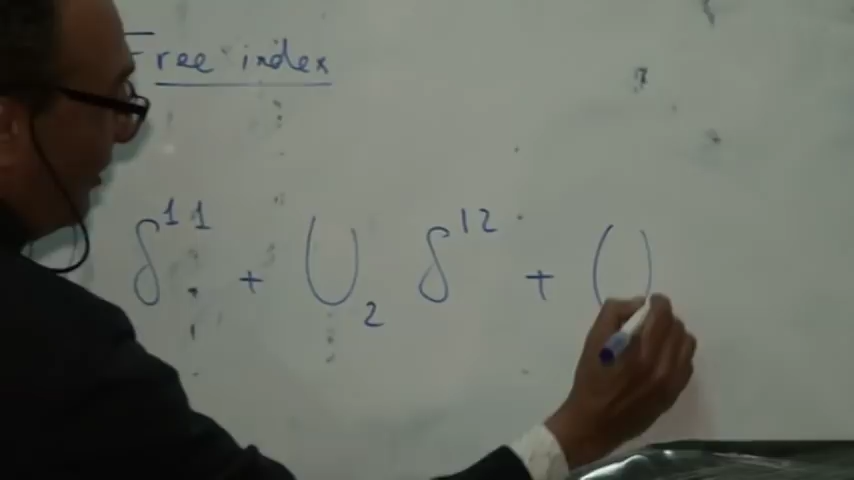 Free index
δ¹¹ + U₂ δ¹² + U